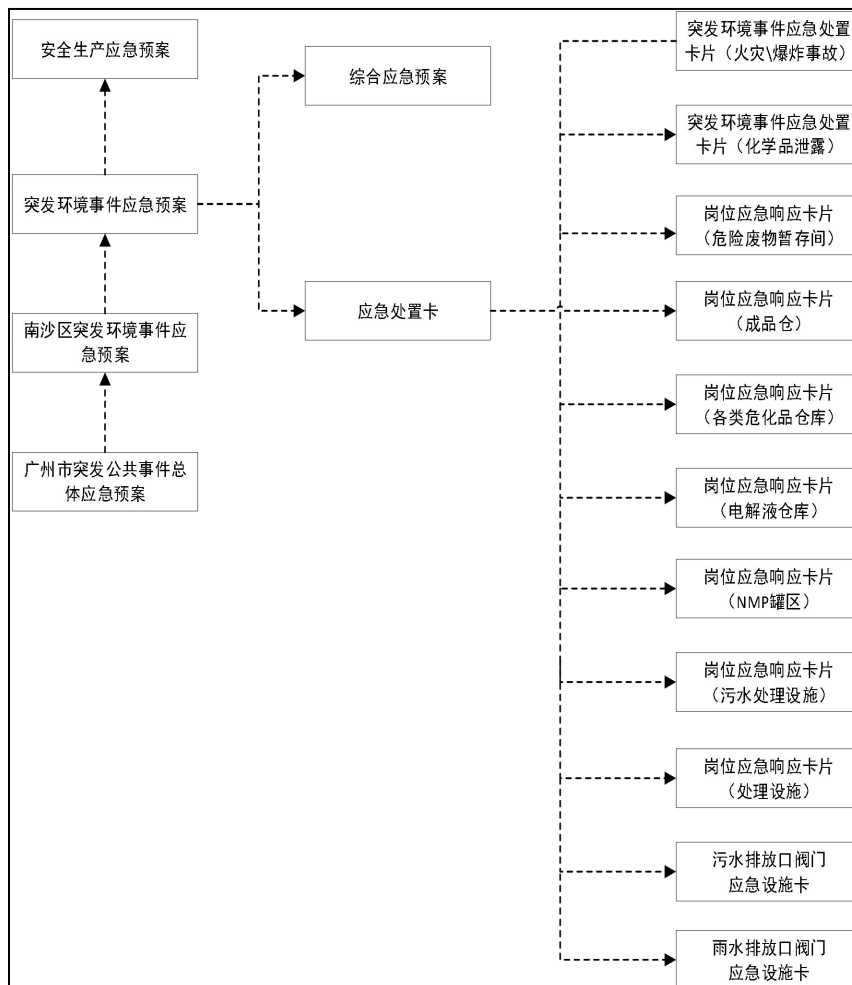 安全生产应急预案
突发环境事件应急预案
南沙区突发环境事件应
急预案
广州市突发公共事件总
体应急预案
综合应急预案
应急处置卡
突发环境事件应急处置
卡片（火灾\爆炸事故）
突发环境事件应急处置
卡片（化学品泄露）
岗位应急响应卡片
（危险废物暂存间）
岗位应急响应卡片
（成品仓）
岗位应急响应卡片
（各类危化品仓库）
岗位应急响应卡片
（电解液仓库）
岗位应急响应卡片
（NMP罐区）
岗位应急响应卡片
（污水处理设施）
岗位应急响应卡片
（处理设施）
污水排放口阀门
应急设施卡
雨水排放口阀门
应急设施卡